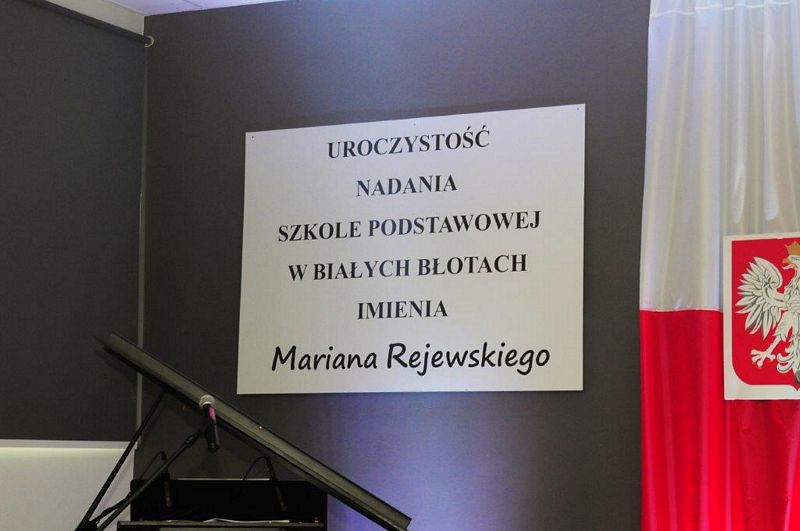 UROCZYSTOŚĆ
NADANIA
SZKOLE PODSTAWOWEJ
W BIAŁYCH BŁOTACH
IMIENIA
Mariana Rejewskiego